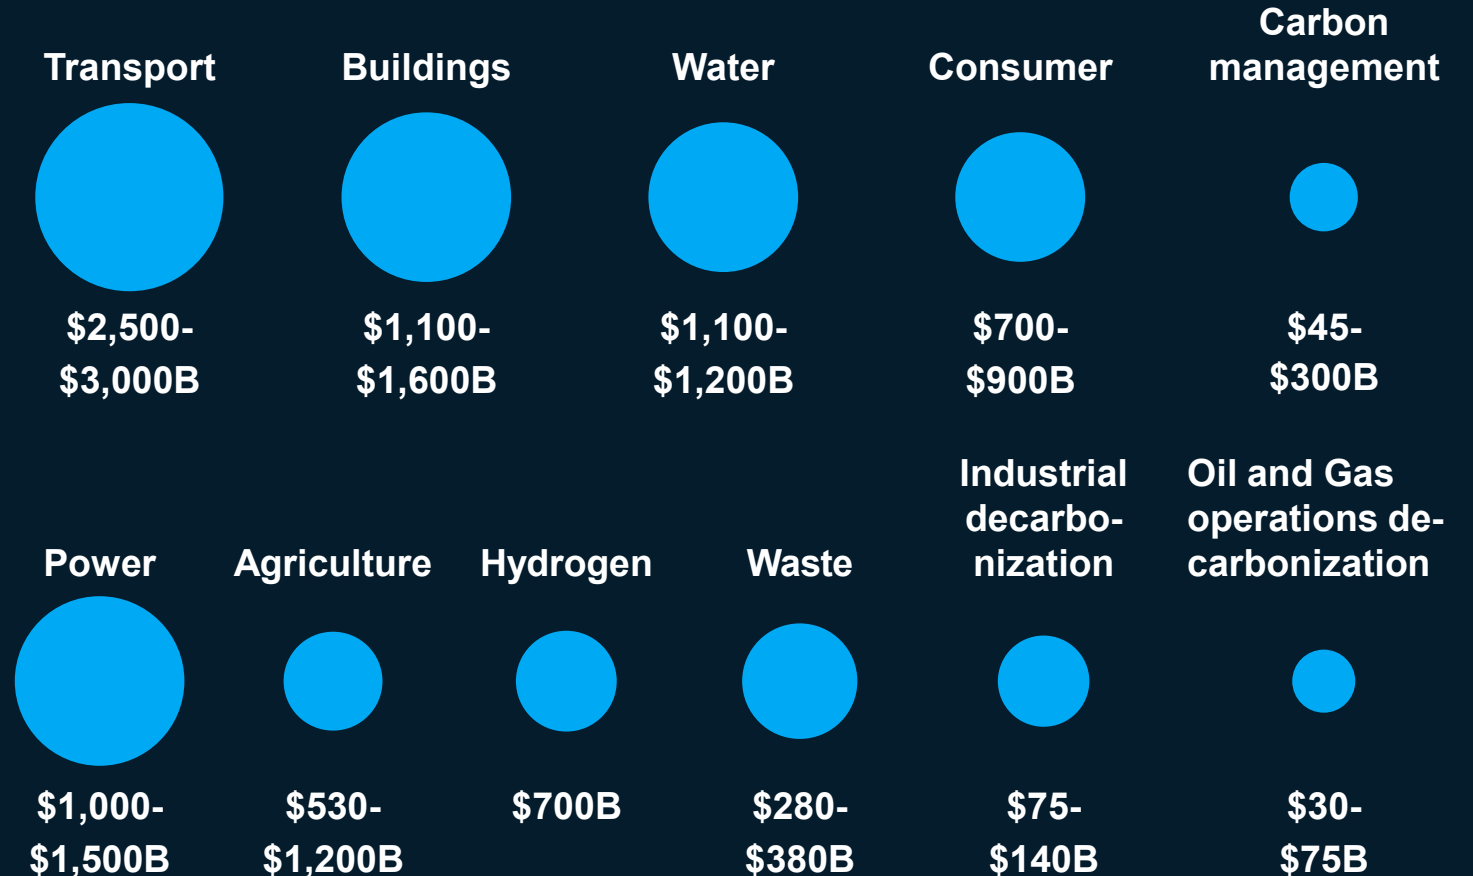 Transport
$2,500-
$3,000B
Buildings
$1,100-
$1,600B
Water
$1,100-
$1,200B
Consumer
$700-
$900B
Carbon
management
$45-
$300B
Power
$1,000-
$1,500B
Agriculture
$530-
$1,200B
Hydrogen
$700B
Waste
$280-
$380B
Industrial
decarbo-
nization
$75-
$140B
Oil and Gas
operations de-
carbonization
$30-
$75B